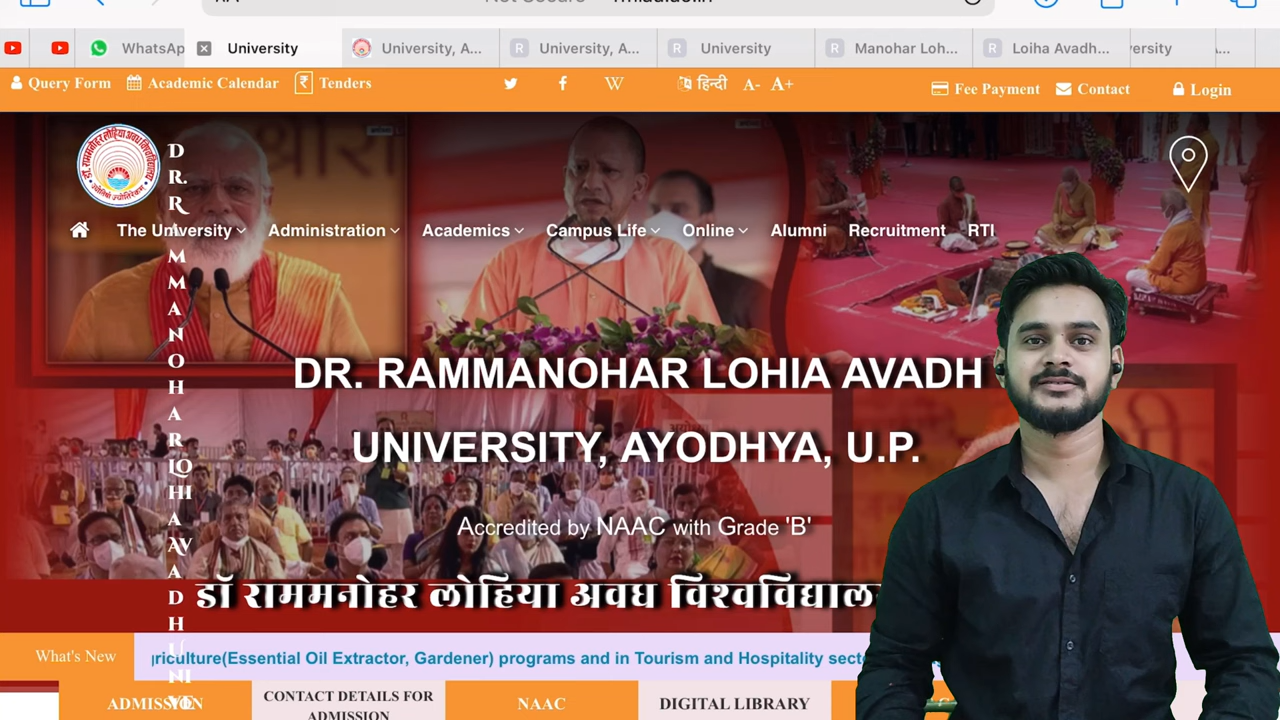 WhatsAp
University
University, A...
University, A...
University
Manohar Loh...
Loiha Avadh...
ersity
Query Form
Academic Calendar
Tenders
हिन्दी
A-
A+
Fee Payment
Contact
Login
The University
Administration
Academics
Campus Life
Online
Alumni
Recruitment
RTI
DR. RAMMANOHAR LOHIA AVADH
UNIVERSITY, AYODHYA, U.P.
Accredited by NAAC with Grade 'B'
डॉ राममनोहर लोहिया अवध विश्वविद्याल
What's New
riculture(Essential Oil Extractor, Gardener) programs and in Tourism and Hospitality secto
ADMISSION
CONTACT DETAILS FOR
ADMISSION
NAAC
DIGITAL LIBRARY